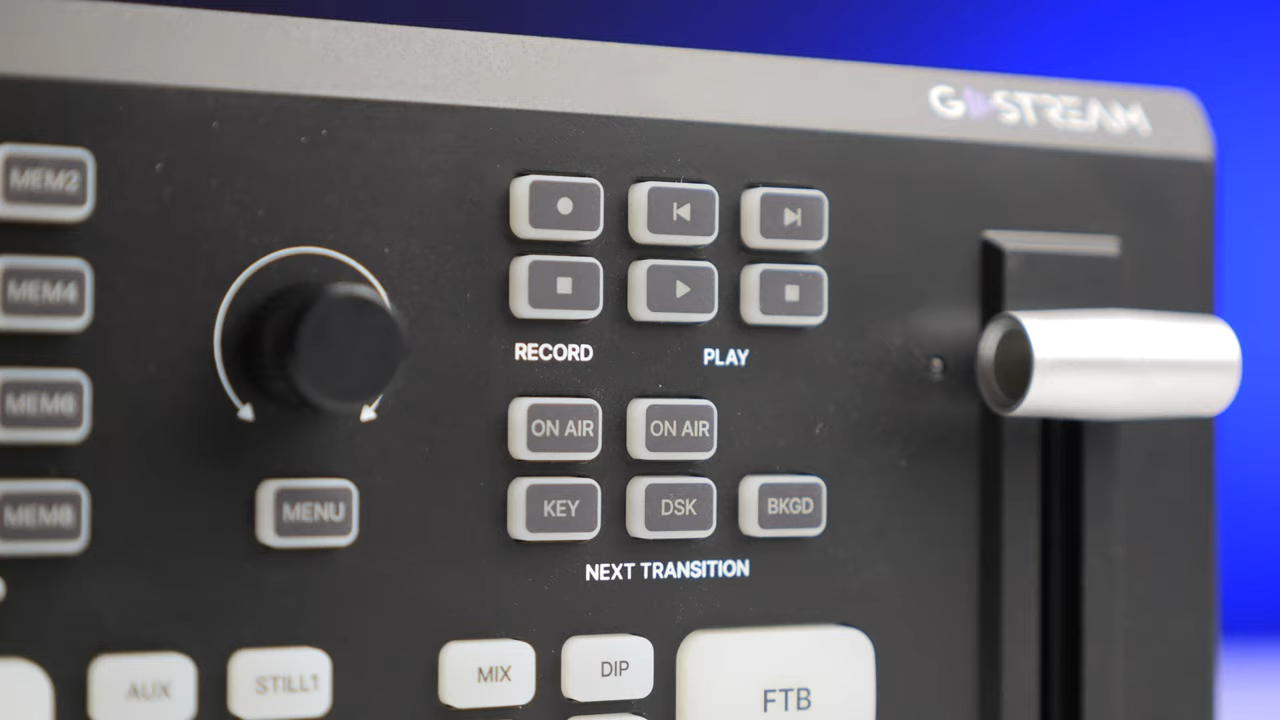 GOSTREAM
MEM2
MEM4
MEM6
MEM8
MENU
RECORD
PLAY
ON AIR
ON AIR
KEY
DSK
BKGD
NEXT TRANSITION
AUX
STILL1
MIX
DIP
FTB